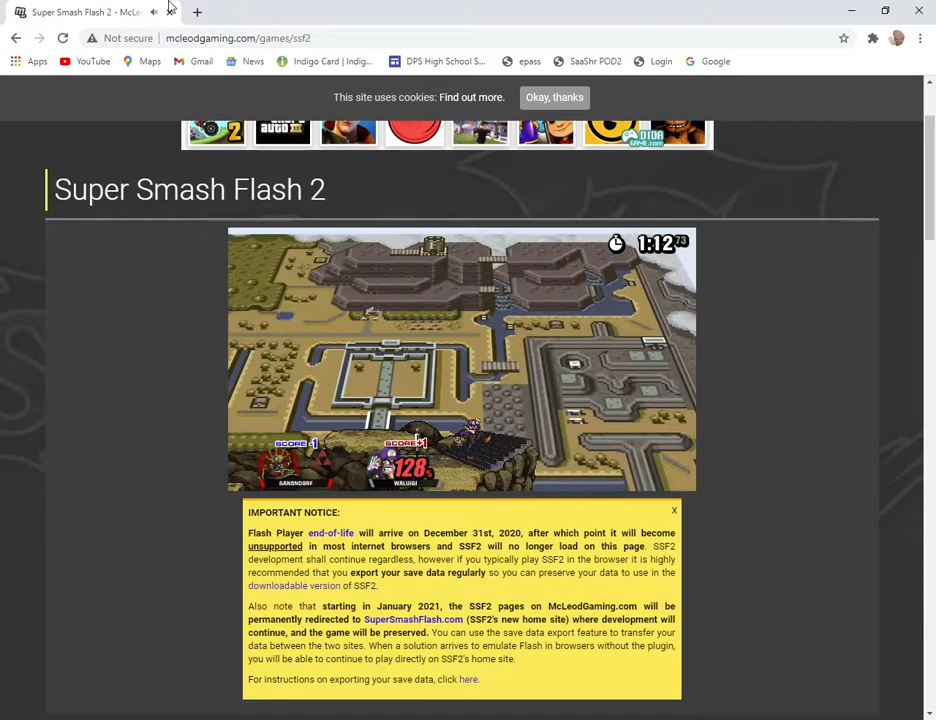 Super Smash Flash 2 - McLe
Not secure
mcleodgaming.com/games/ssf2
Apps
YouTube
Maps
Gmail
News
Indigo Card | Indig...
DPS High School S...
epass
SaaShr POD2
Login
Google
This site uses cookies: Find out more.
Okay, thanks
2
III
DIDA
GAME.com
Super Smash Flash 2
1:12 73
SCORE -1
SCORE +1
128%
GANONDORF
WALUIGI
IMPORTANT NOTICE:
X
Flash Player end-of-life will arrive on December 31st, 2020, after which point it will become
unsupported in most internet browsers and SSF2 will no longer load on this page. SSF2
development shall continue regardless, however if you typically play SSF2 in the browser it is highly
recommended that you export your save data regularly so you can preserve your data to use in the
downloadable version of SSF2.
Also note that starting in January 2021, the SSF2 pages on McLeodGaming.com will be
permanently redirected to SuperSmashFlash.com (SSF2's new home site) where development will
continue, and the game will be preserved. You can use the save data export feature to transfer your
data between the two sites. When a solution arrives to emulate Flash in browsers without the plugin,
you will be able to continue to play directly on SSF2's home site.
For instructions on exporting your save data, click here.